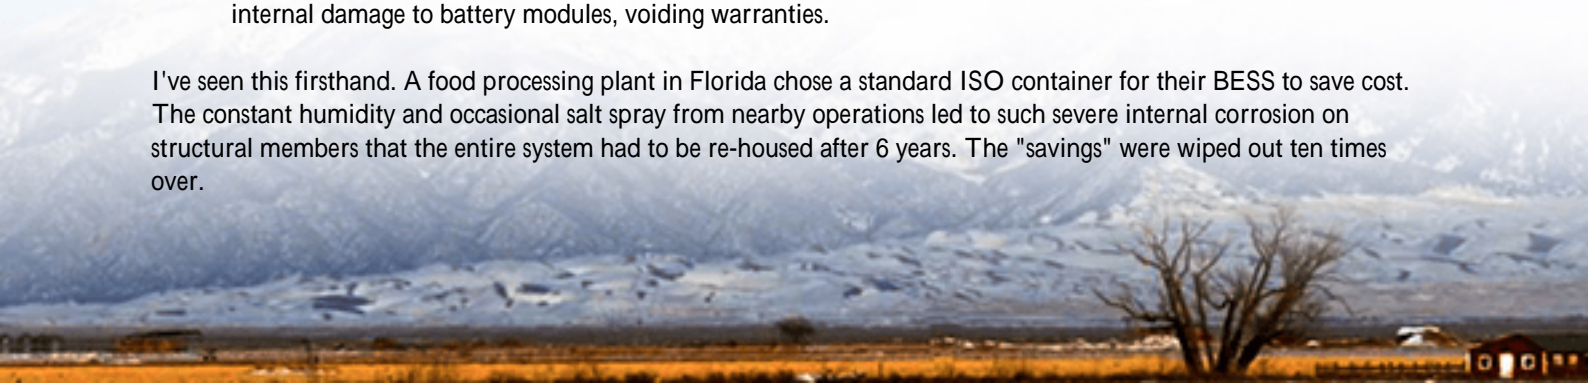 internal damage to battery modules, voiding warranties.
I've seen this firsthand. A food processing plant in Florida chose a standard ISO container for their BESS to save cost.
The constant humidity and occasional salt spray from nearby operations led to such severe internal corrosion on
structural members that the entire system had to be re-housed after 6 years. The "savings" were wiped out ten times
over.